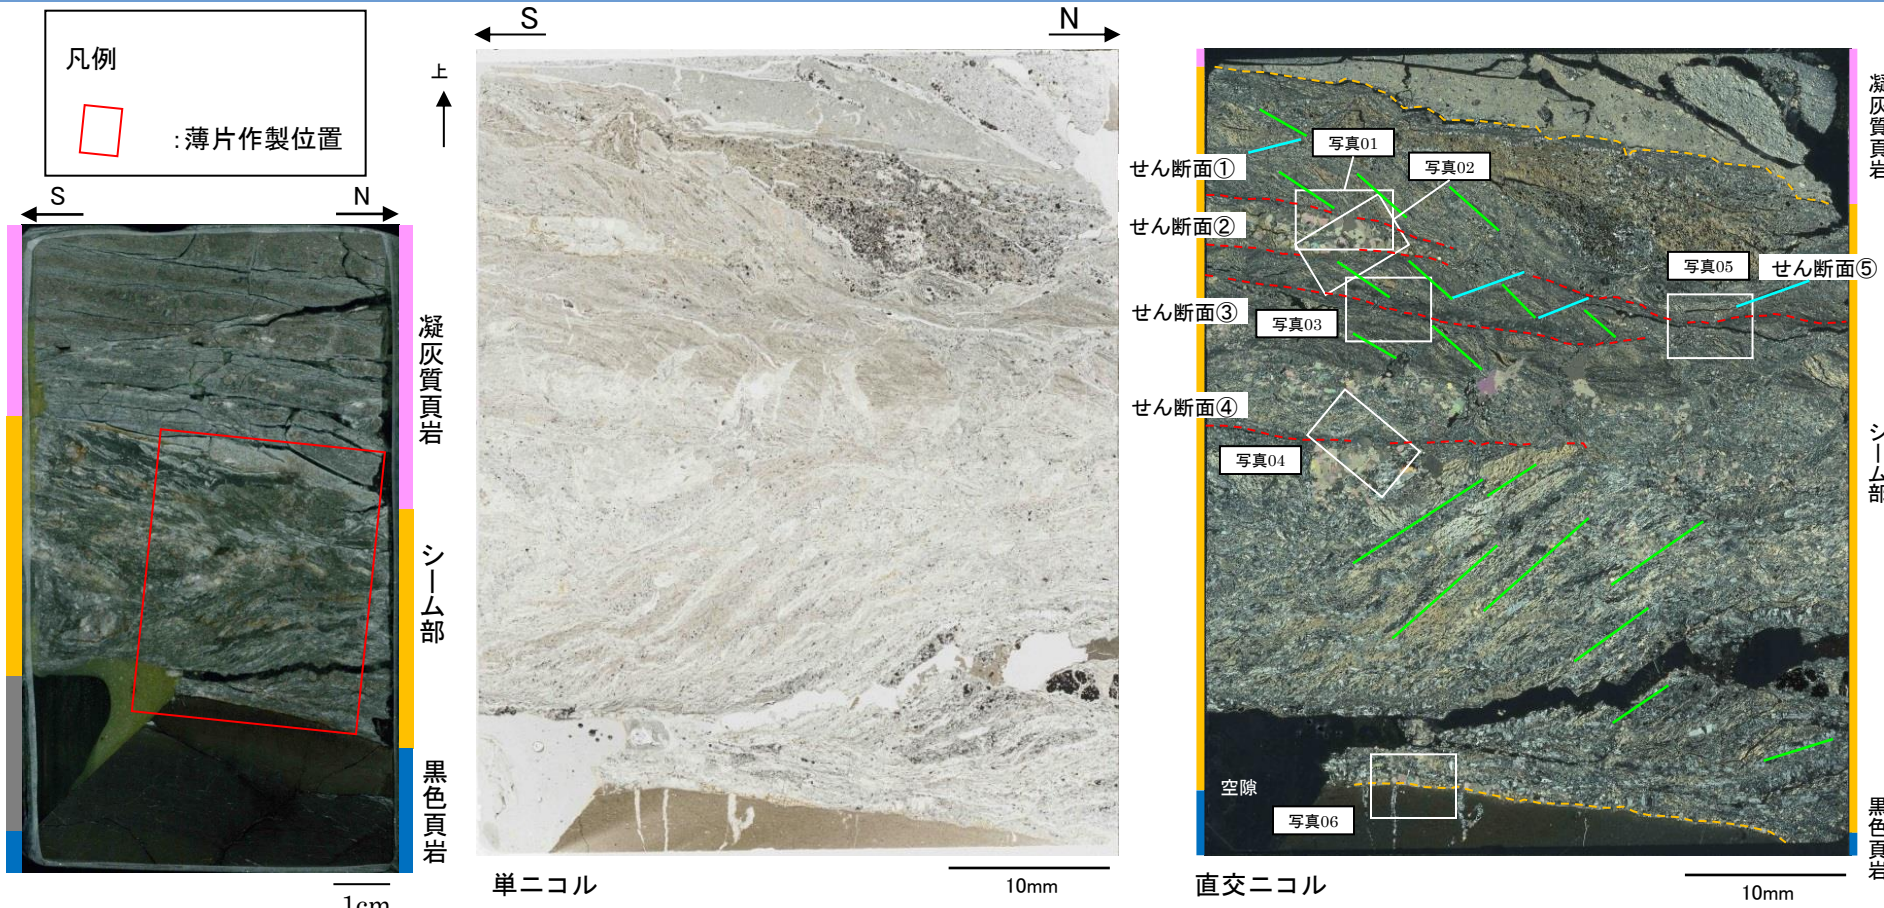 凡例
:薄片作製位置
S
N
凝灰質頁岩
シーム部
黒色頁岩
1cm
上
S
N
単ニコル
10mm
S
N
せん断面①
せん断面②
せん断面③
せん断面④
せん断面⑤
写真01
写真02
写真03
写真04
写真05
写真06
空隙
凝灰質頁岩
シーム部
黒色頁岩
直交ニコル
10mm